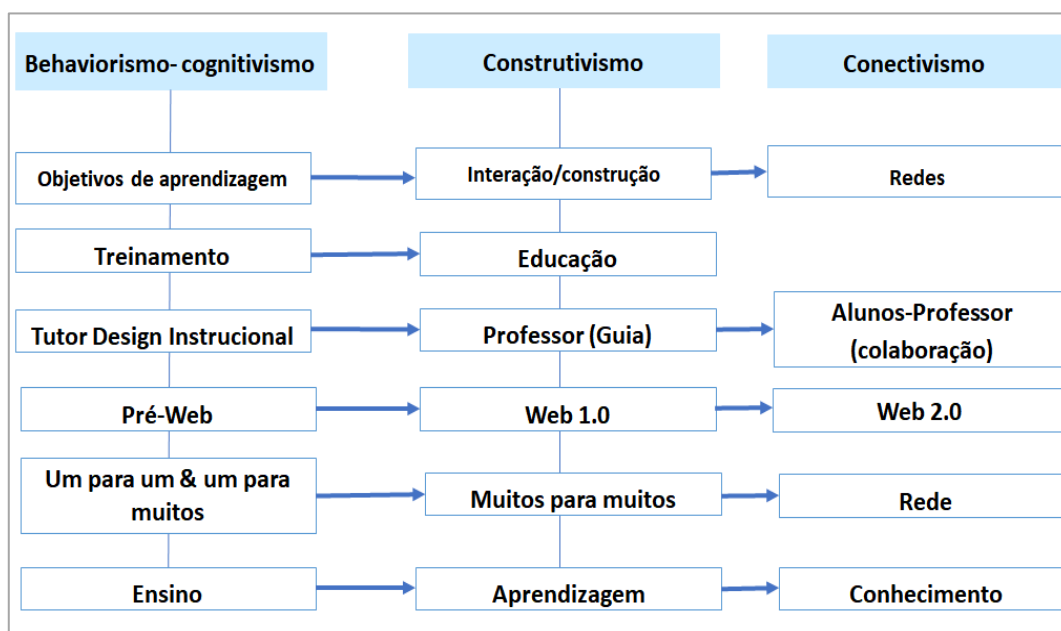 Behaviorismo- cognitivismo
Construtivismo
Conectivismo
Objetivos de aprendizagem
Interação/construção
Redes
Treinamento
Educação
Tutor Design Instrucional
Professor (Guia)
Alunos-Professor
(colaboração)
Pré-Web
Web 1.0
Web 2.0
Um para um & um para
muitos
Muitos para muitos
Rede
Ensino
Aprendizagem
Conhecimento